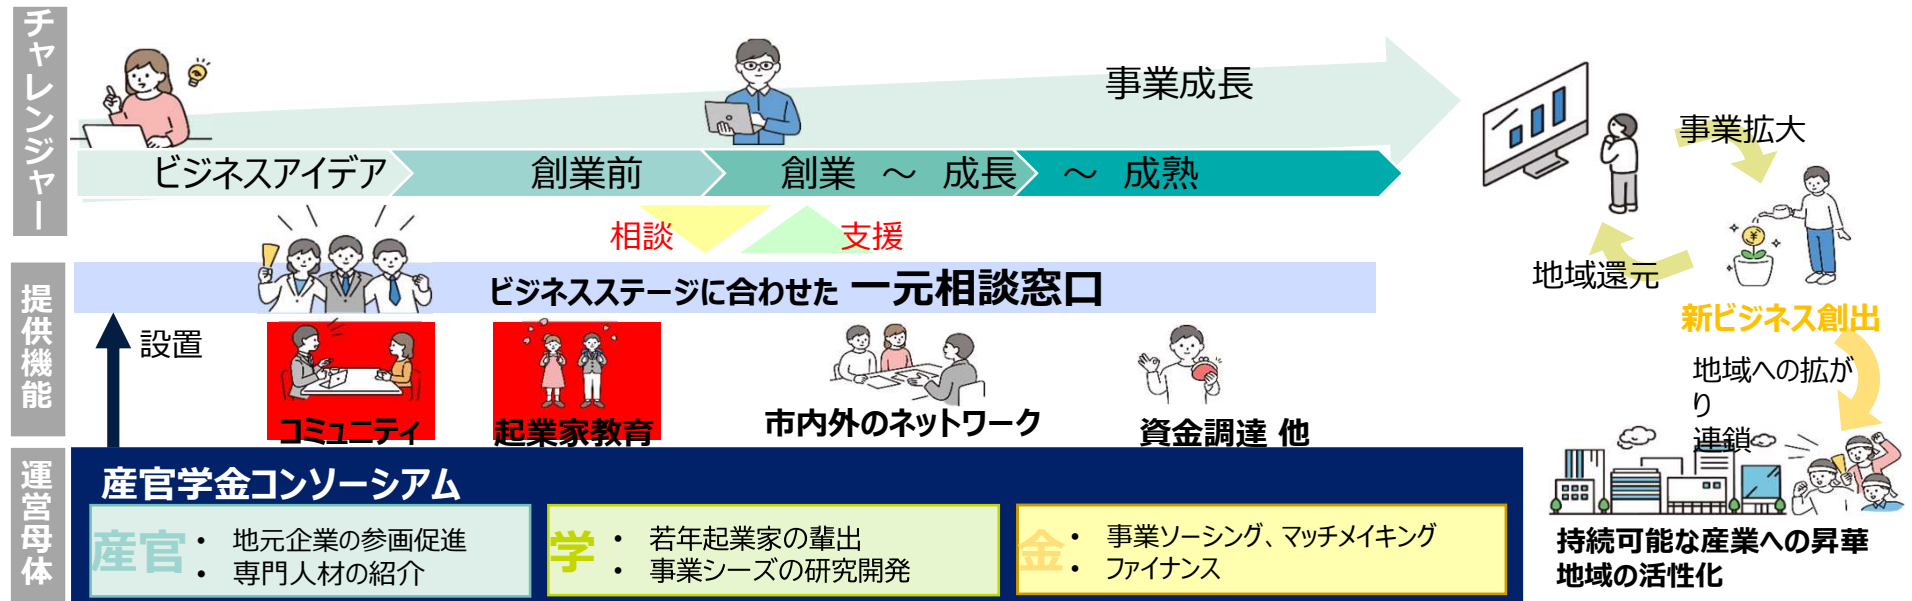 チャレンジャー
事業成長
ビジネスアイデア
創業前
創業 ～ 成長
～ 成熟
相談
支援
事業拡大
地域還元
新ビジネス創出
地域への拡が
り
連鎖
持続可能な産業への昇華
地域の活性化
提供機能
ビジネスステージに合わせた 一元相談窓口
設置
コミュニティ
起業家教育
市内外のネットワーク
資金調達 他
運営母体
産官学金コンソーシアム
産官
• 地元企業の参画促進
• 専門人材の紹介
学
• 若年起業家の輩出
• 事業シーズの研究開発
金
• 事業ソーシング、マッチメイキング
• ファイナンス